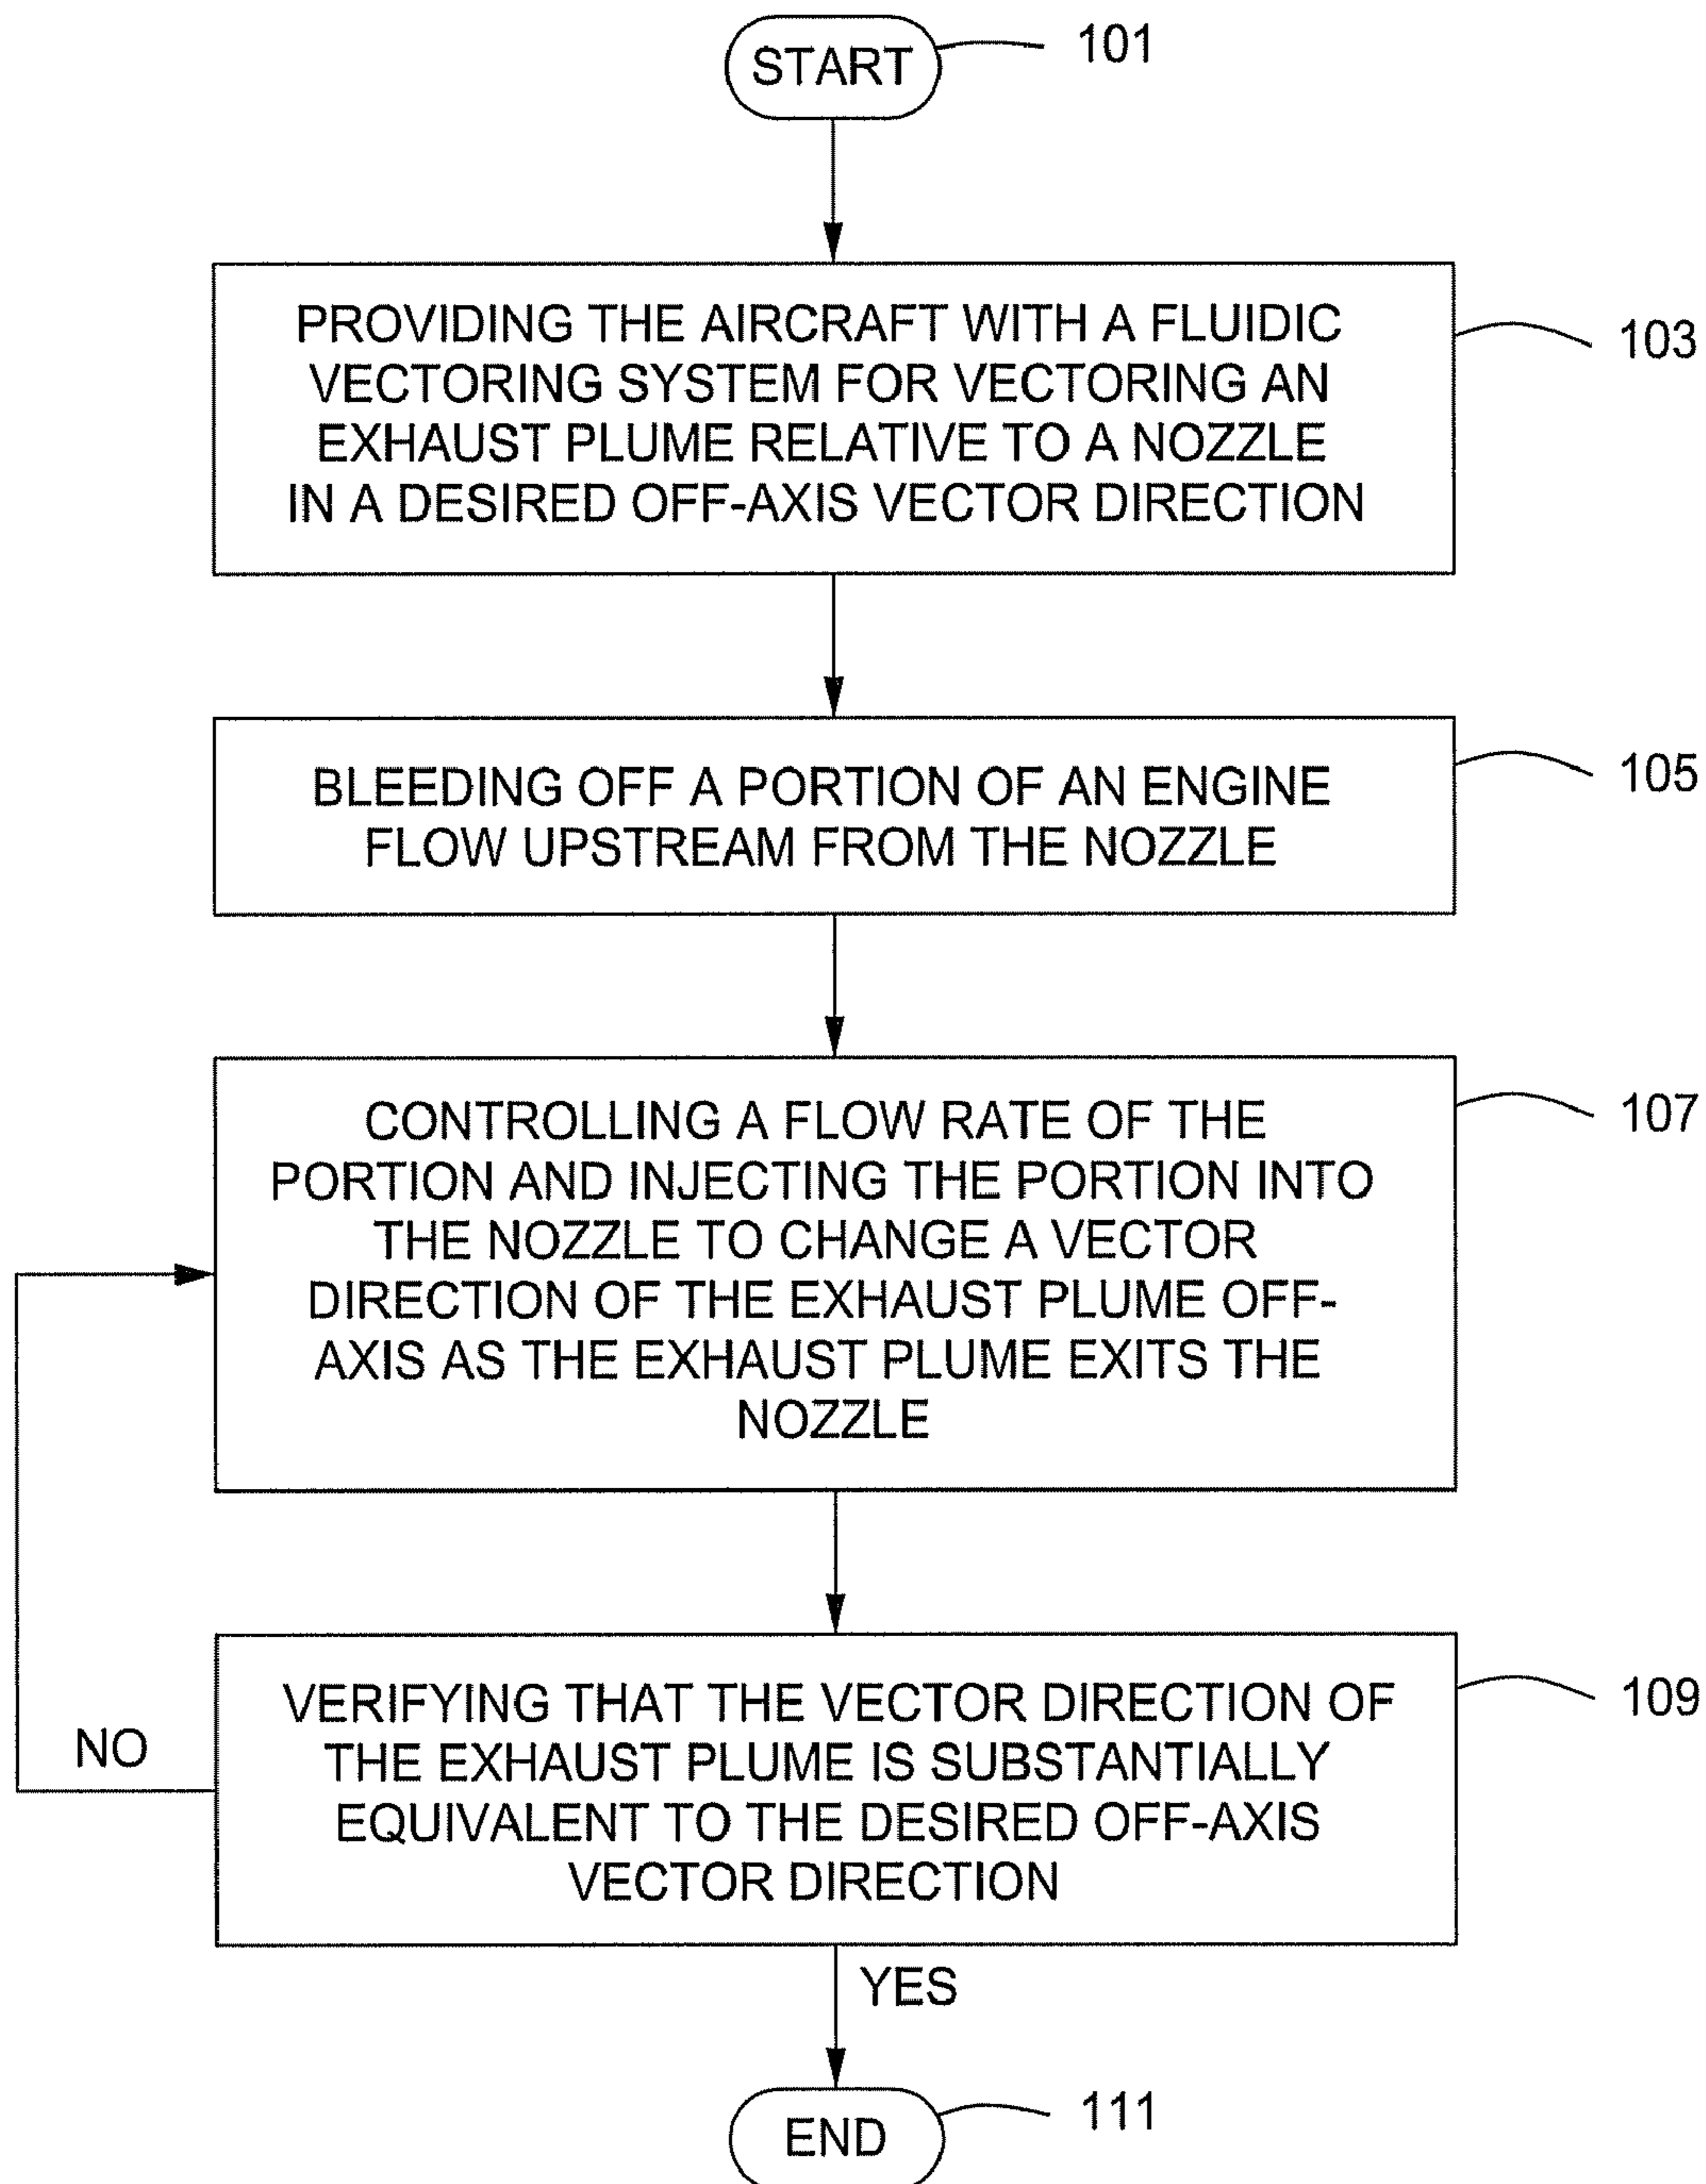 START
101
PROVIDING THE AIRCRAFT WITH A FLUIDIC
VECTORING SYSTEM FOR VECTORING AN
EXHAUST PLUME RELATIVE TO A NOZZLE
IN A DESIRED OFF-AXIS VECTOR DIRECTION
103
BLEEDING OFF A PORTION OF AN ENGINE
FLOW UPSTREAM FROM THE NOZZLE
105
CONTROLLING A FLOW RATE OF THE
PORTION AND INJECTING THE PORTION INTO
THE NOZZLE TO CHANGE A VECTOR
DIRECTION OF THE EXHAUST PLUME OFF-
AXIS AS THE EXHAUST PLUME EXITS THE
NOZZLE
107
VERIFYING THAT THE VECTOR DIRECTION OF
THE EXHAUST PLUME IS SUBSTANTIALLY
EQUIVALENT TO THE DESIRED OFF-AXIS
VECTOR DIRECTION
109
NO
YES
END
111